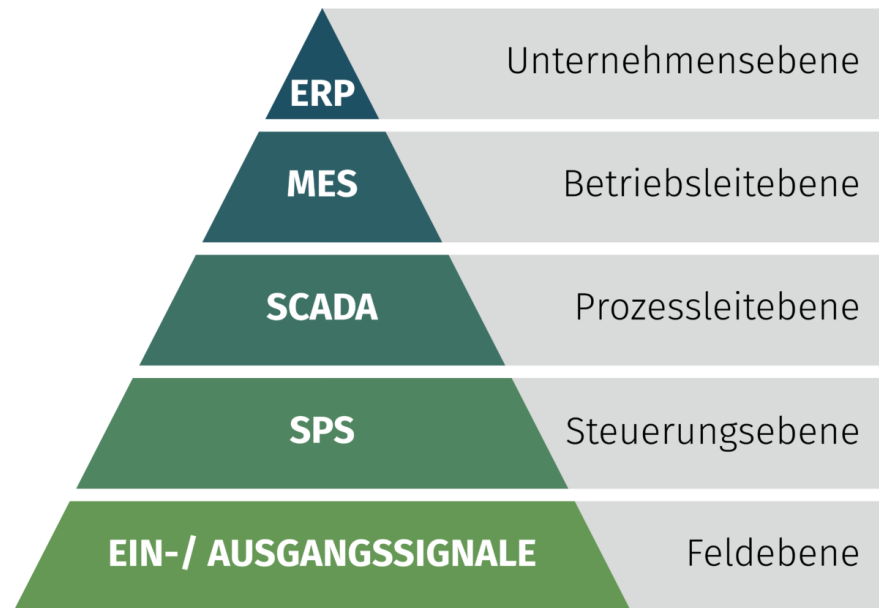 ERP
Unternehmensebene
MES
Betriebsleitebene
SCADA
Prozessleitebene
SPS
Steuerungsebene
EIN-/ AUSGANGSSIGNALE
Feldebene